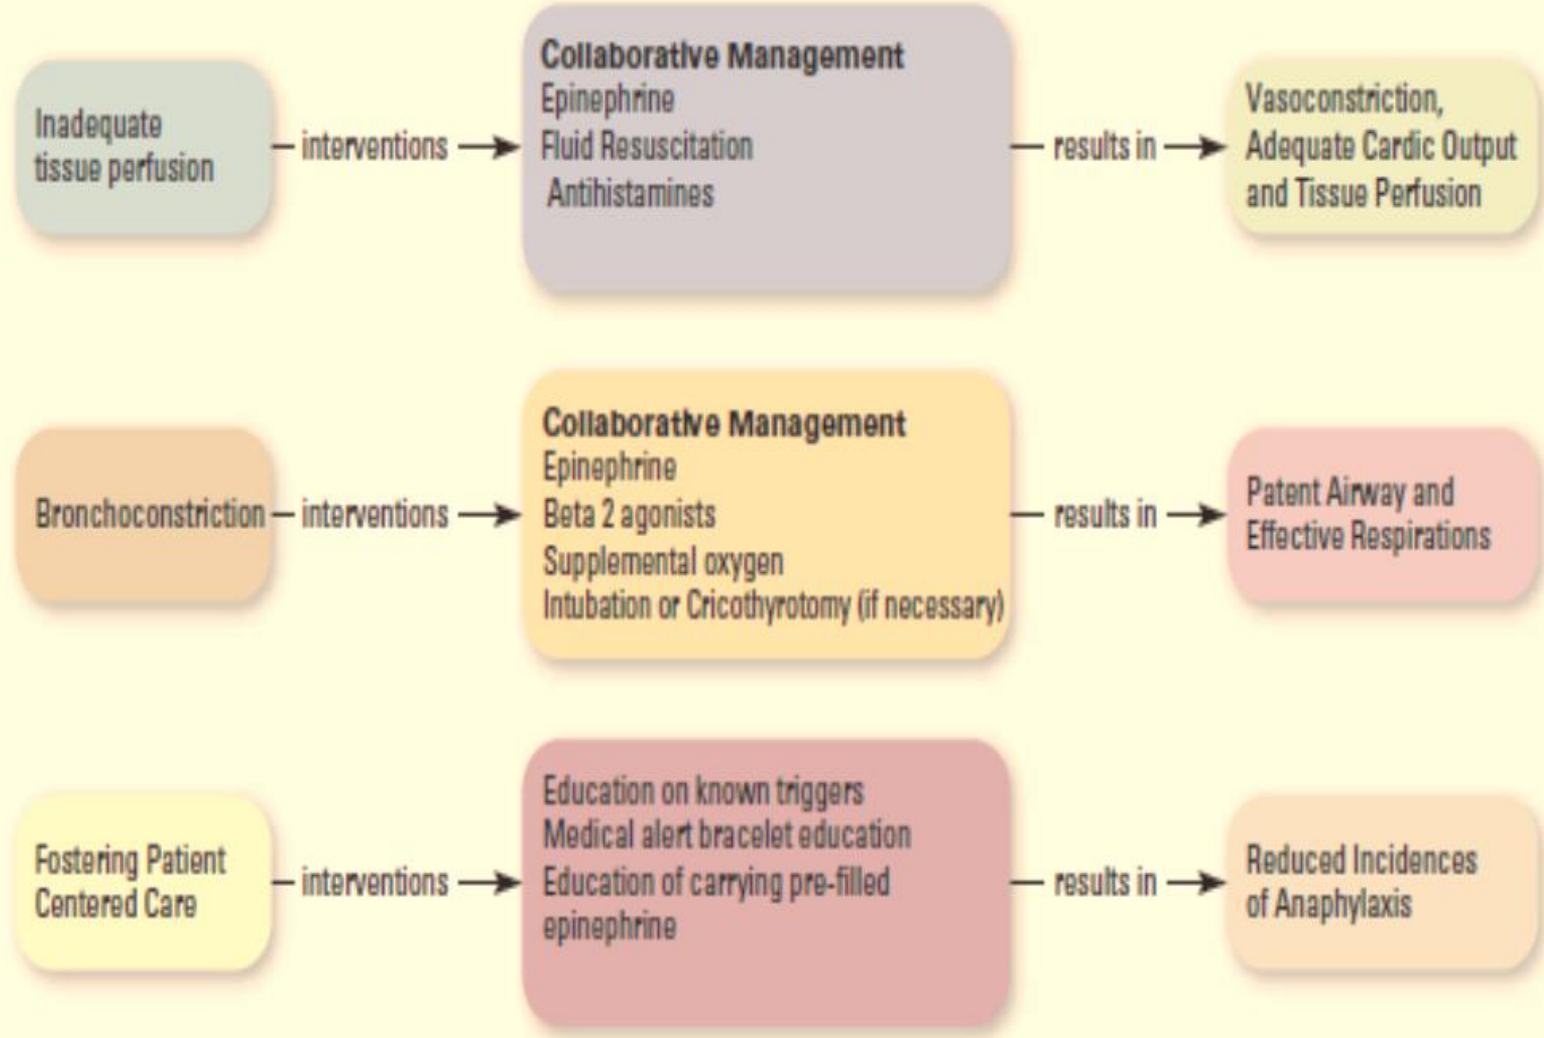 Inadequate
tissue perfusion
interventions
Collaborative Management
Epinephrine
Fluid Resuscitation
Antihistamines
results in
Vasoconstriction,
Adequate Cardic Output
and Tissue Perfusion
Bronchoconstriction
interventions
Collaborative Management
Epinephrine
Beta 2 agonists
Supplemental oxygen
Intubation or Cricothyrotomy (if necessary)
results in
Patent Airway and
Effective Respirations
Fostering Patient
Centered Care
interventions
Education on known triggers
Medical alert bracelet education
Education of carrying pre-filled
epinephrine
results in
Reduced Incidences
of Anaphylaxis